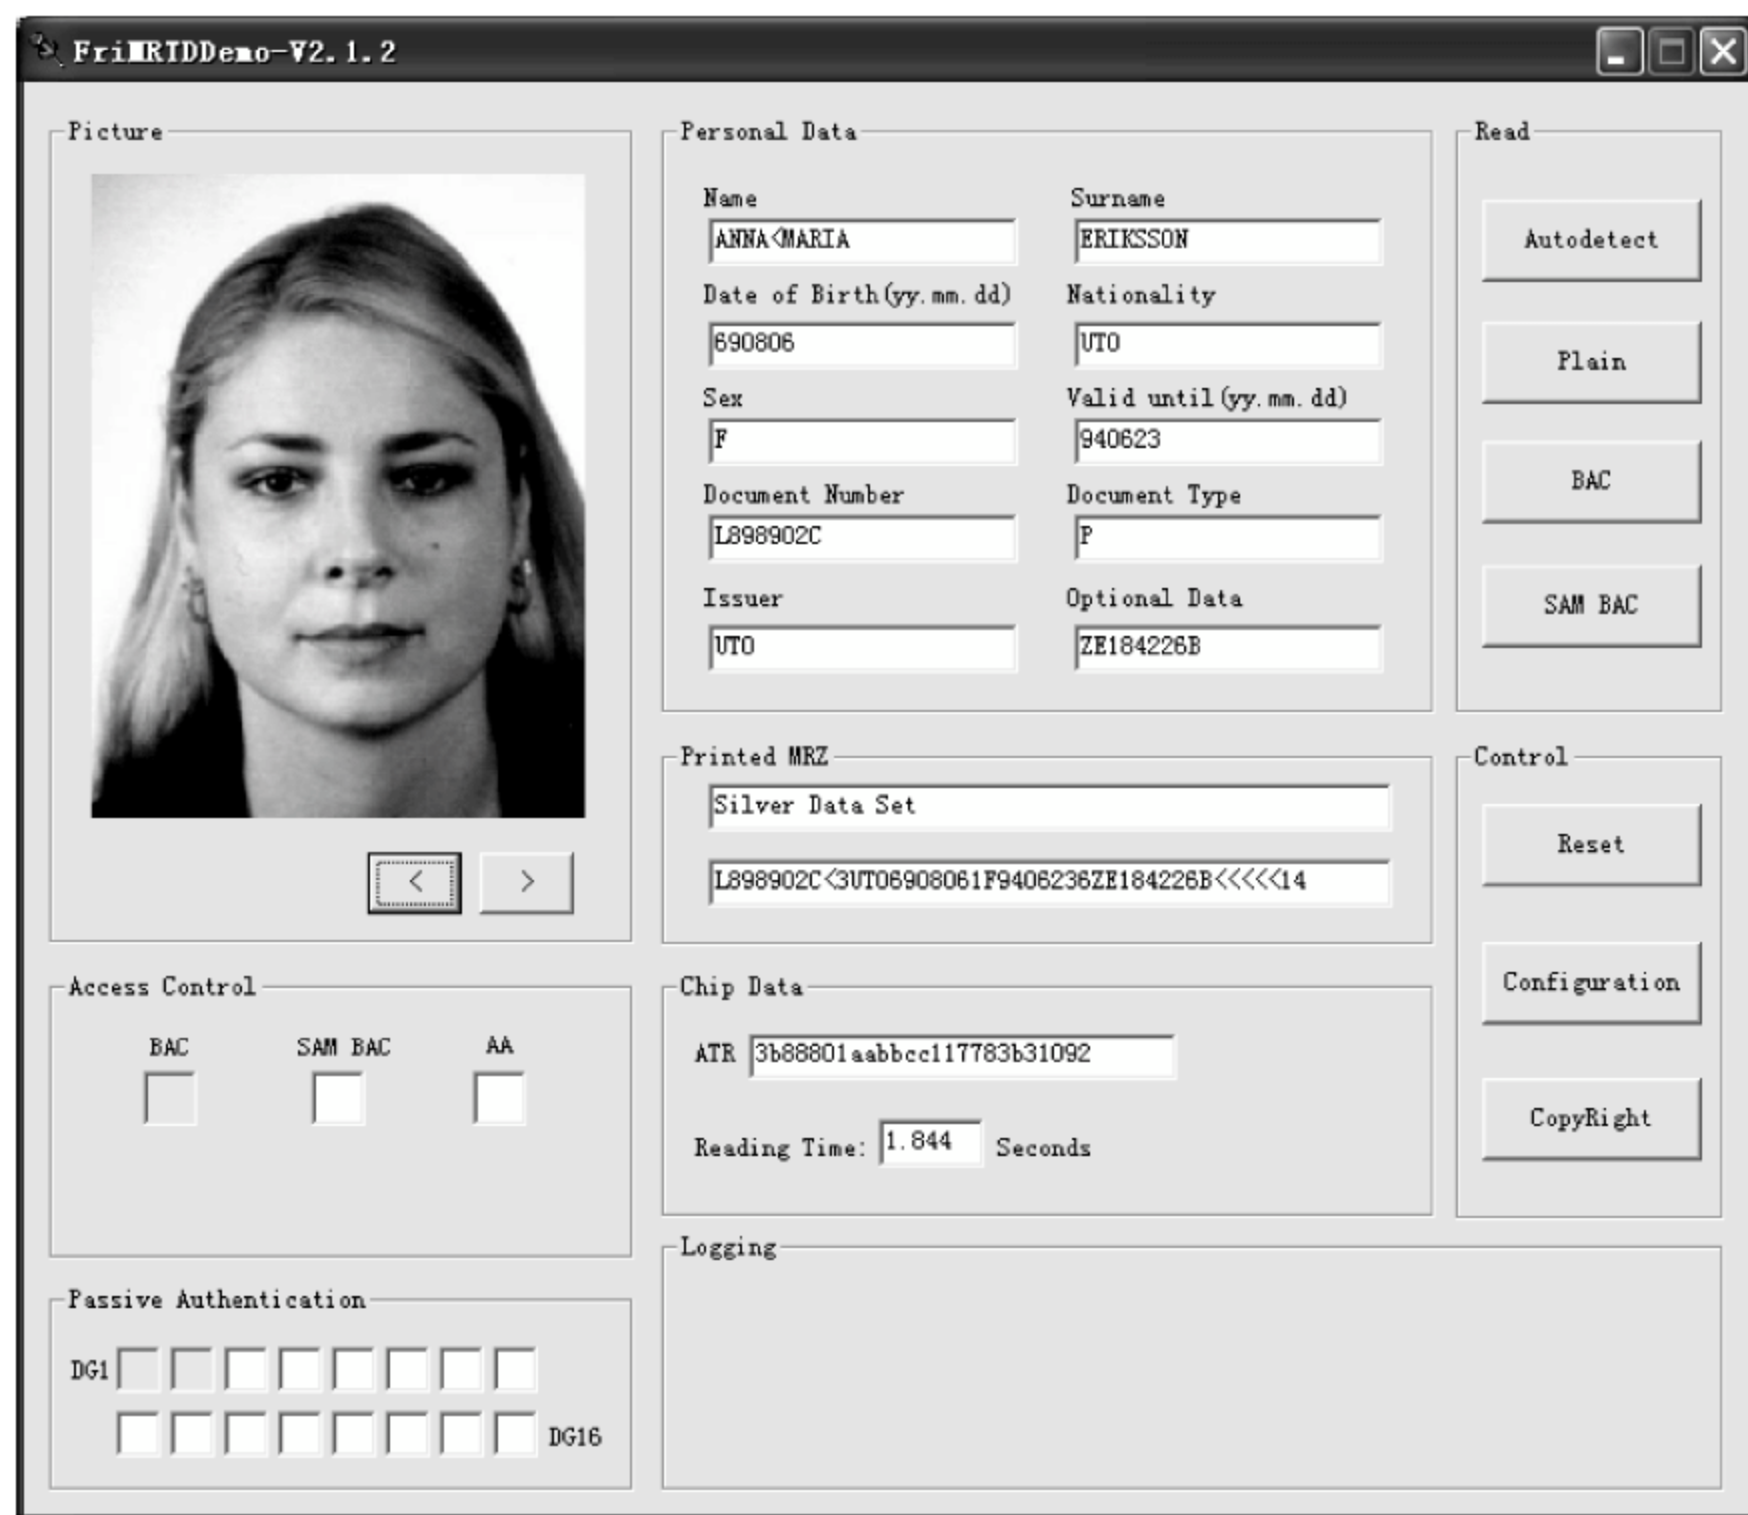 FriMRTDDemo-V2.1.2
Picture
<
>
Personal Data
Name
Surname
ANNA<MARIA
ERIKSSON
Date of Birth(yy.mm.dd)
Nationality
690806
UTO
Sex
Valid until(yy.mm.dd)
F
940623
Document Number
Document Type
L898902C
P
Issuer
Optional Data
UTO
ZE184226B
Read
Autodetect
Plain
BAC
SAM BAC
Printed MRZ
Silver Data Set
L898902C<3UTO6908061F9406236ZE184226B<<<<<14
Control
Reset
Configuration
CopyRight
Access Control
BAC
SAM BAC
AA
Chip Data
ATR 3b88801aabbcc117783b31092
Reading Time: 1.844 Seconds
Passive Authentication
DG1
DG16
Logging